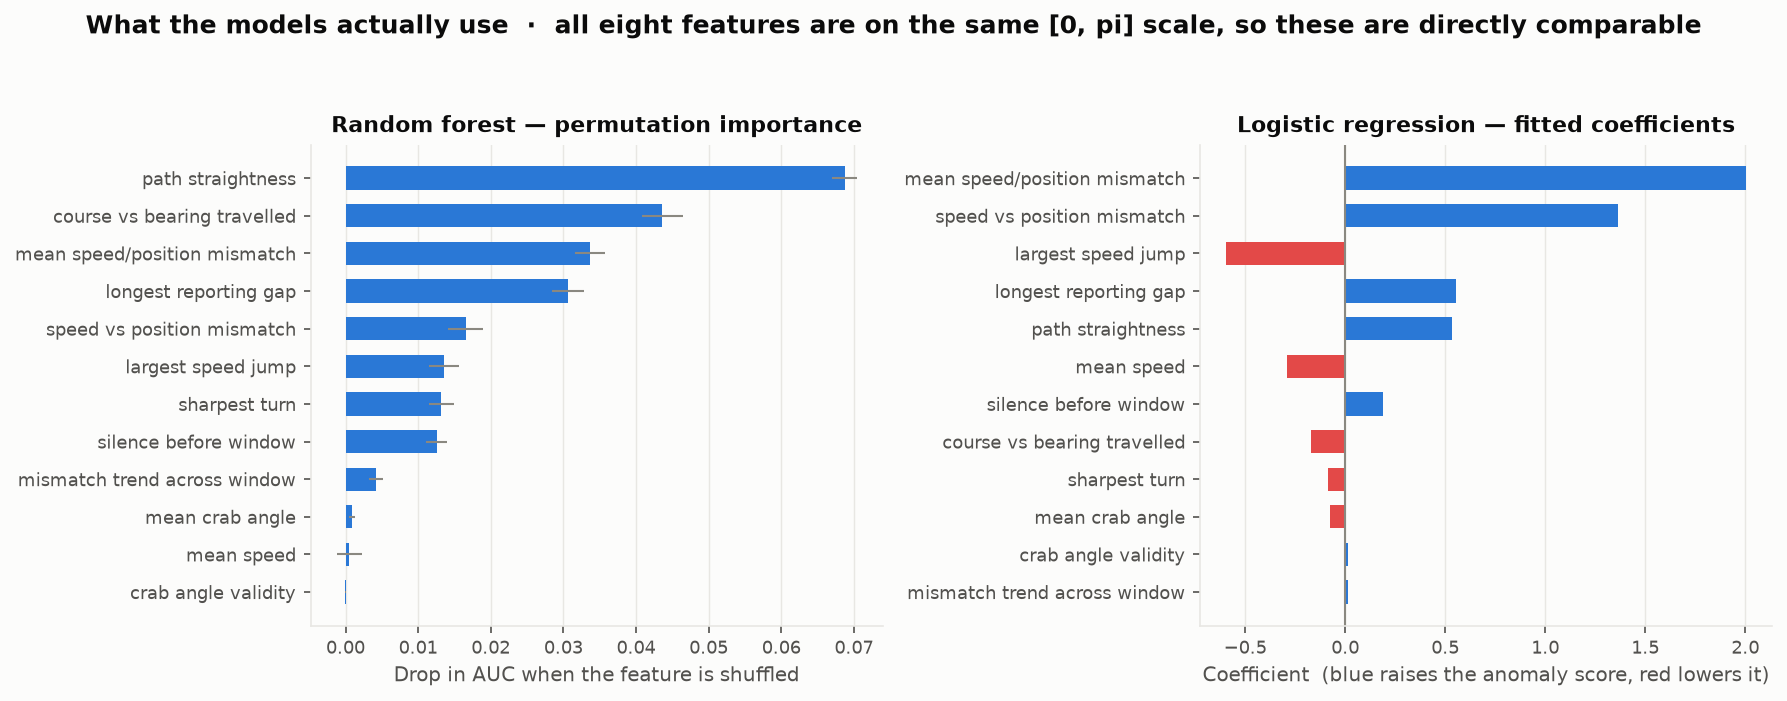 What the models actually use · all eight features are on the same [0, pi] scale, so these are directly comparable
Random forest — permutation importance
path straightness
course vs bearing travelled
mean speed/position mismatch
longest reporting gap
speed vs position mismatch
largest speed jump
sharpest turn
silence before window
mismatch trend across window
mean crab angle
mean speed
crab angle validity
0.00 0.01 0.02 0.03 0.04 0.05 0.06 0.07
Drop in AUC when the feature is shuffled
Logistic regression — fitted coefficients
mean speed/position mismatch
speed vs position mismatch
largest speed jump
longest reporting gap
path straightness
mean speed
silence before window
course vs bearing travelled
sharpest turn
mean crab angle
crab angle validity
mismatch trend across window
−0.5 0.0 0.5 1.0 1.5 2.0
Coefficient (blue raises the anomaly score, red lowers it)